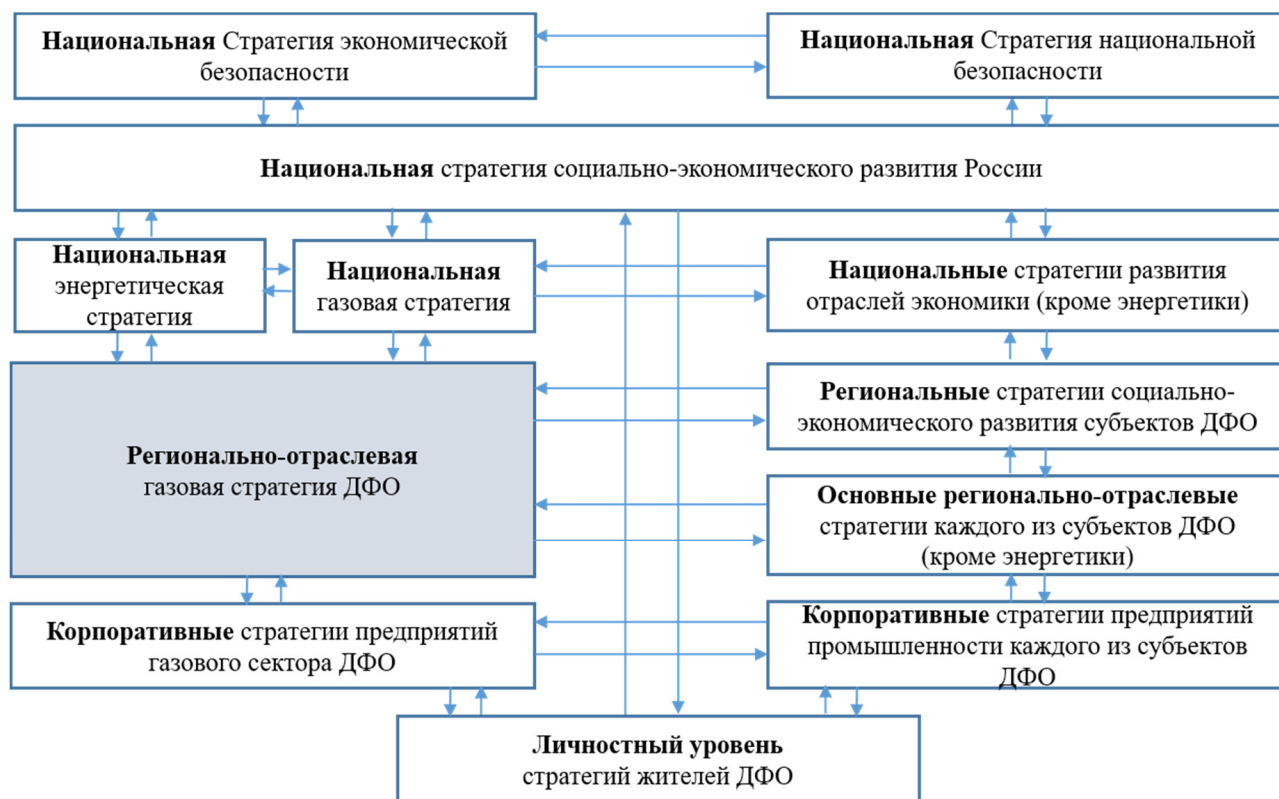 Национальная Стратегия экономической
безопасности
Национальная Стратегия национальной
безопасности
Национальная стратегия социально-экономического развития России
Национальная
энергетическая
стратегия
Национальная
газовая стратегия
Национальные стратегии развития
отраслей экономики (кроме энергетики)
Регионально-отраслевая
газовая стратегия ДФО
Региональные стратегии социально-
экономического развития субъектов ДФО
Основные регионально-отраслевые
стратегии каждого из субъектов ДФО
(кроме энергетики)
Корпоративные стратегии предприятий
газового сектора ДФО
Корпоративные стратегии предприятий
промышленности каждого из субъектов
ДФО
Личностный уровень
стратегий жителей ДФО